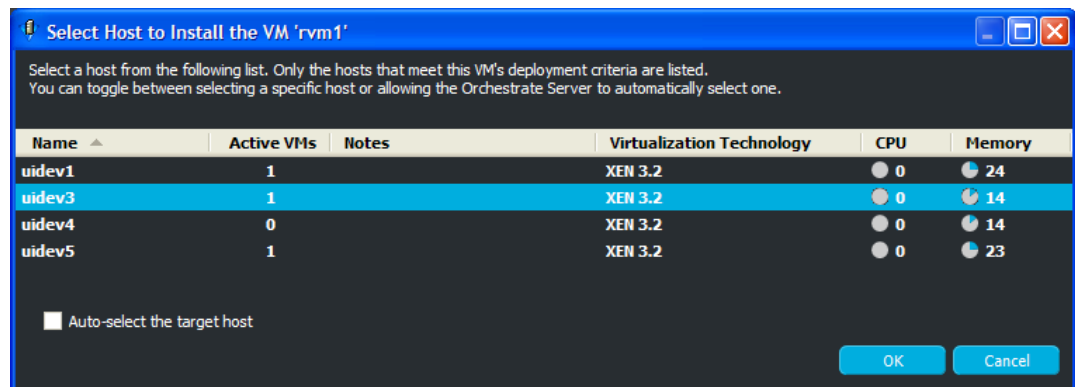 Select Host to Install the VM 'rvm1'
Select a host from the following list. Only the hosts that meet this VM's deployment criteria are listed.
You can toggle between selecting a specific host or allowing the Orchestrate Server to automatically select one.
Name Active VMs Notes Virtualization Technology CPU Memory
uidev1 1 XEN 3.2 0 24
uidev3 1 XEN 3.2 0 14
uidev4 0 XEN 3.2 0 14
uidev5 1 XEN 3.2 0 23
Auto-select the target host
OK Cancel